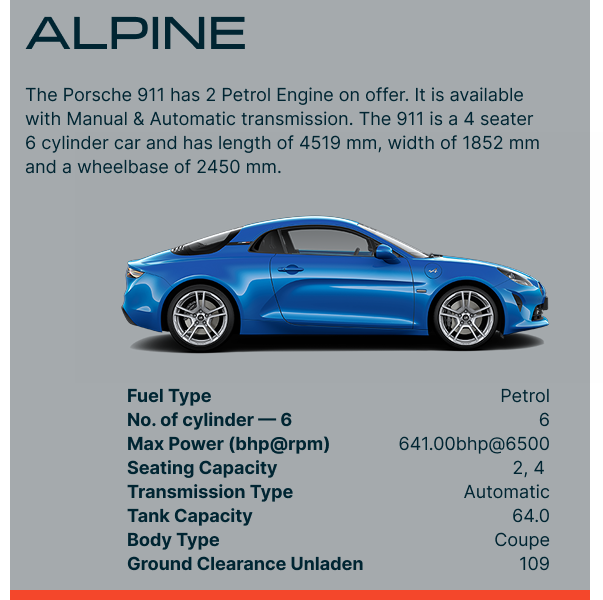 ALPINE
The Porsche 911 has 2 Petrol Engine on offer. It is available
with Manual & Automatic transmission. The 911 is a 4 seater
6 cylinder car and has length of 4519 mm, width of 1852 mm
and a wheelbase of 2450 mm.
Fuel Type Petrol
No. of cylinder — 6 6
Max Power (bhp@rpm) 641.00bhp@6500
Seating Capacity 2, 4
Transmission Type Automatic
Tank Capacity 64.0
Body Type Coupe
Ground Clearance Unladen 109